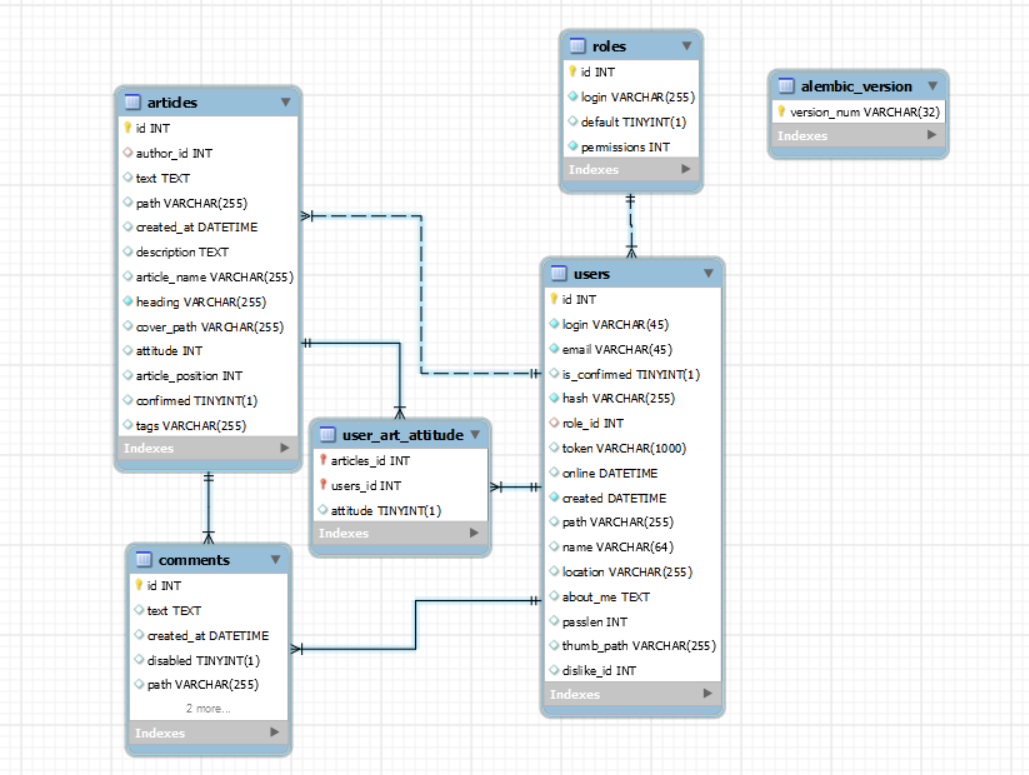 roles
id INT
login VARCHAR(255)
default TINYINT(1)
permissions INT
Indexes
alembic_version
version_num VARCHAR(32)
Indexes
articles
id INT
author_id INT
text TEXT
path VARCHAR(255)
created_at DATETIME
description TEXT
article_name VARCHAR(255)
heading VARCHAR(255)
cover_path VARCHAR(255)
attitude INT
article_position INT
confirmed TINYINT(1)
tags VARCHAR(255)
Indexes
users
id INT
login VARCHAR(45)
email VARCHAR(45)
is_confirmed TINYINT(1)
hash VARCHAR(255)
role_id INT
token VARCHAR(1000)
online DATETIME
created DATETIME
path VARCHAR(255)
name VARCHAR(64)
location VARCHAR(255)
about_me TEXT
passlen INT
thumb_path VARCHAR(255)
dislike_id INT
Indexes
user_art_attitude
articles_id INT
users_id INT
attitude TINYINT(1)
Indexes
comments
id INT
text TEXT
created_at DATETIME
disabled TINYINT(1)
path VARCHAR(255)
2 more...
Indexes